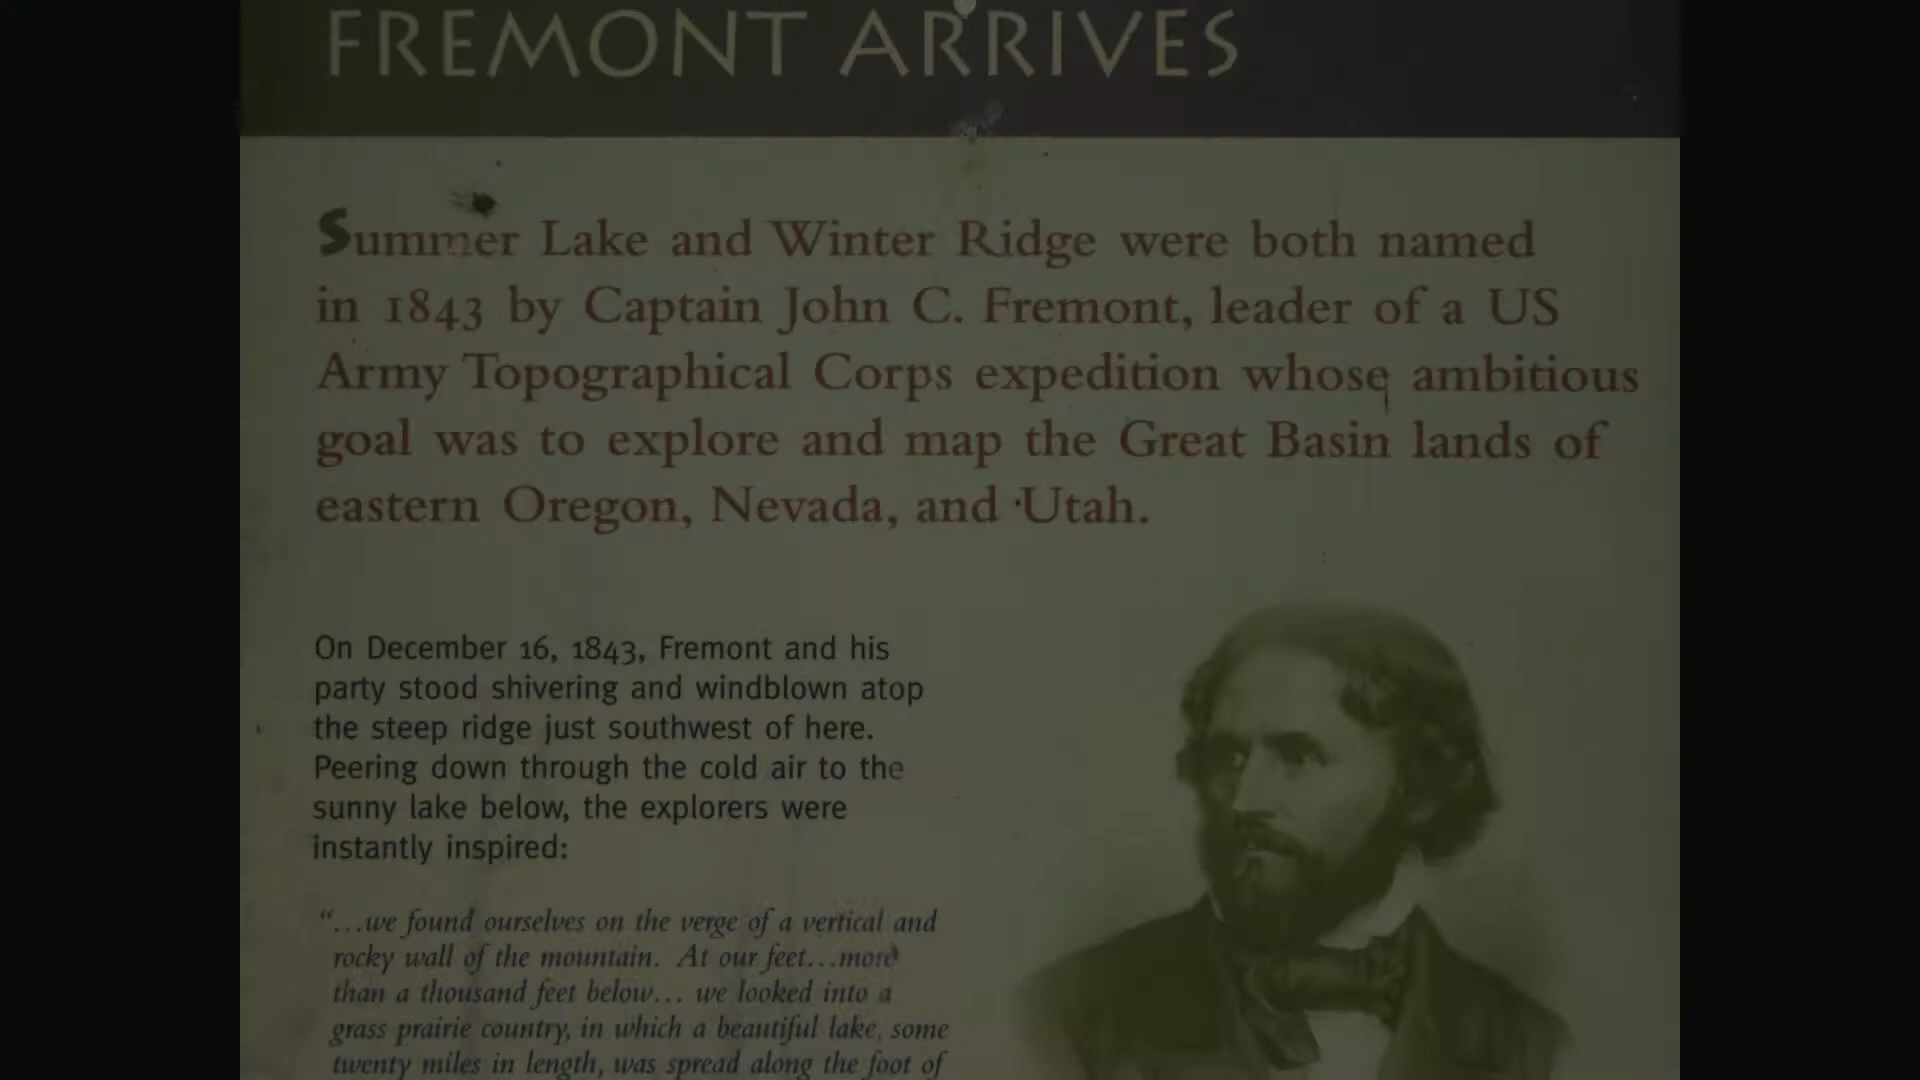 FREMONT ARRIVES
Summer Lake and Winter Ridge were both named
in 1843 by Captain John C. Fremont, leader of a US
Army Topographical Corps expedition whose ambitious
goal was to explore and map the Great Basin lands of
eastern Oregon, Nevada, and Utah.
On December 16, 1843, Fremont and his
party stood shivering and windblown atop
the steep ridge just southwest of here.
Peering down through the cold air to the
sunny lake below, the explorers were
instantly inspired:
“…we found ourselves on the verge of a vertical and
rocky wall of the mountain. At our feet…more
than a thousand feet below… we looked into a
grass prairie country, in which a beautiful lake, some
twenty miles in length, was spread along the foot of